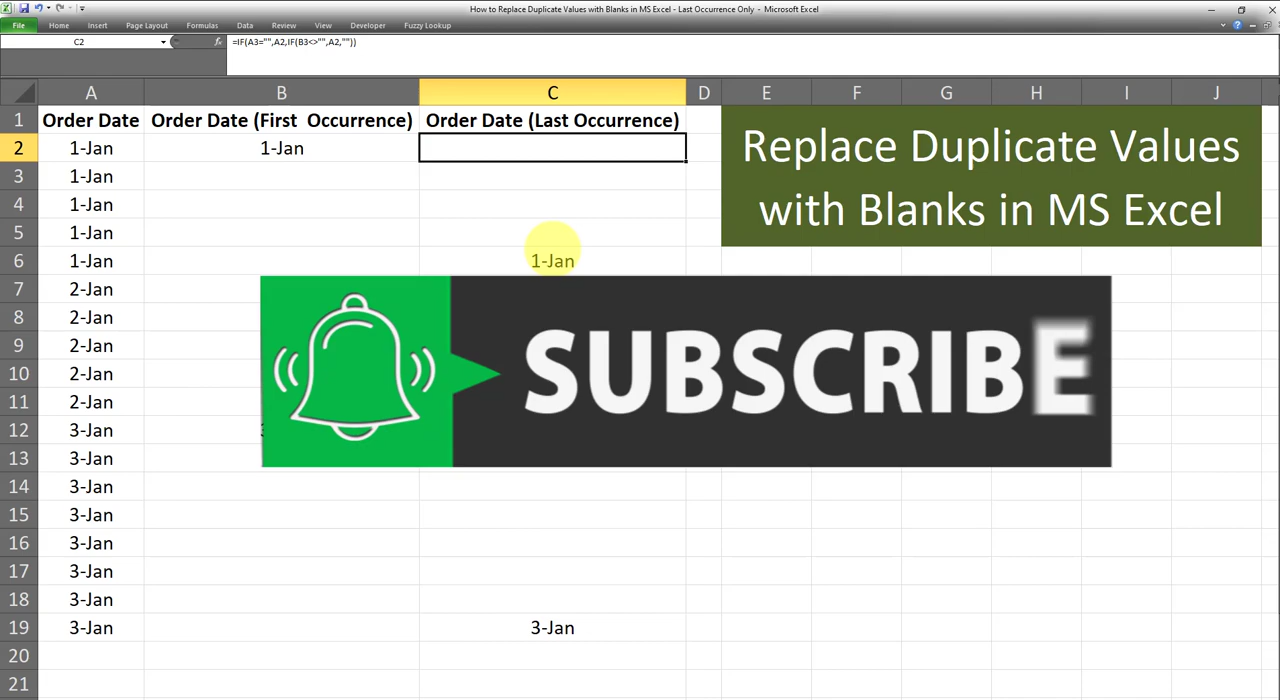 How to Replace Duplicate Values with Blanks in MS Excel - Last Occurrence Only - Microsoft Excel
File Home Insert Page Layout Formulas Data Review View Developer Fuzzy Lookup
C2 fx =IF(A3="",A2,IF(B3<>"",A2,""))
A B C D E F G H I J
1 Order Date Order Date (First Occurrence) Order Date (Last Occurrence)
2 1-Jan 1-Jan
3 1-Jan
4 1-Jan
5 1-Jan
6 1-Jan 1-Jan
7 2-Jan
8 2-Jan
9 2-Jan
10 2-Jan
11 2-Jan
12 3-Jan
13 3-Jan
14 3-Jan
15 3-Jan
16 3-Jan
17 3-Jan
18 3-Jan
19 3-Jan 3-Jan
20
21
Replace Duplicate Values
with Blanks in MS Excel
SUBSCRIBE